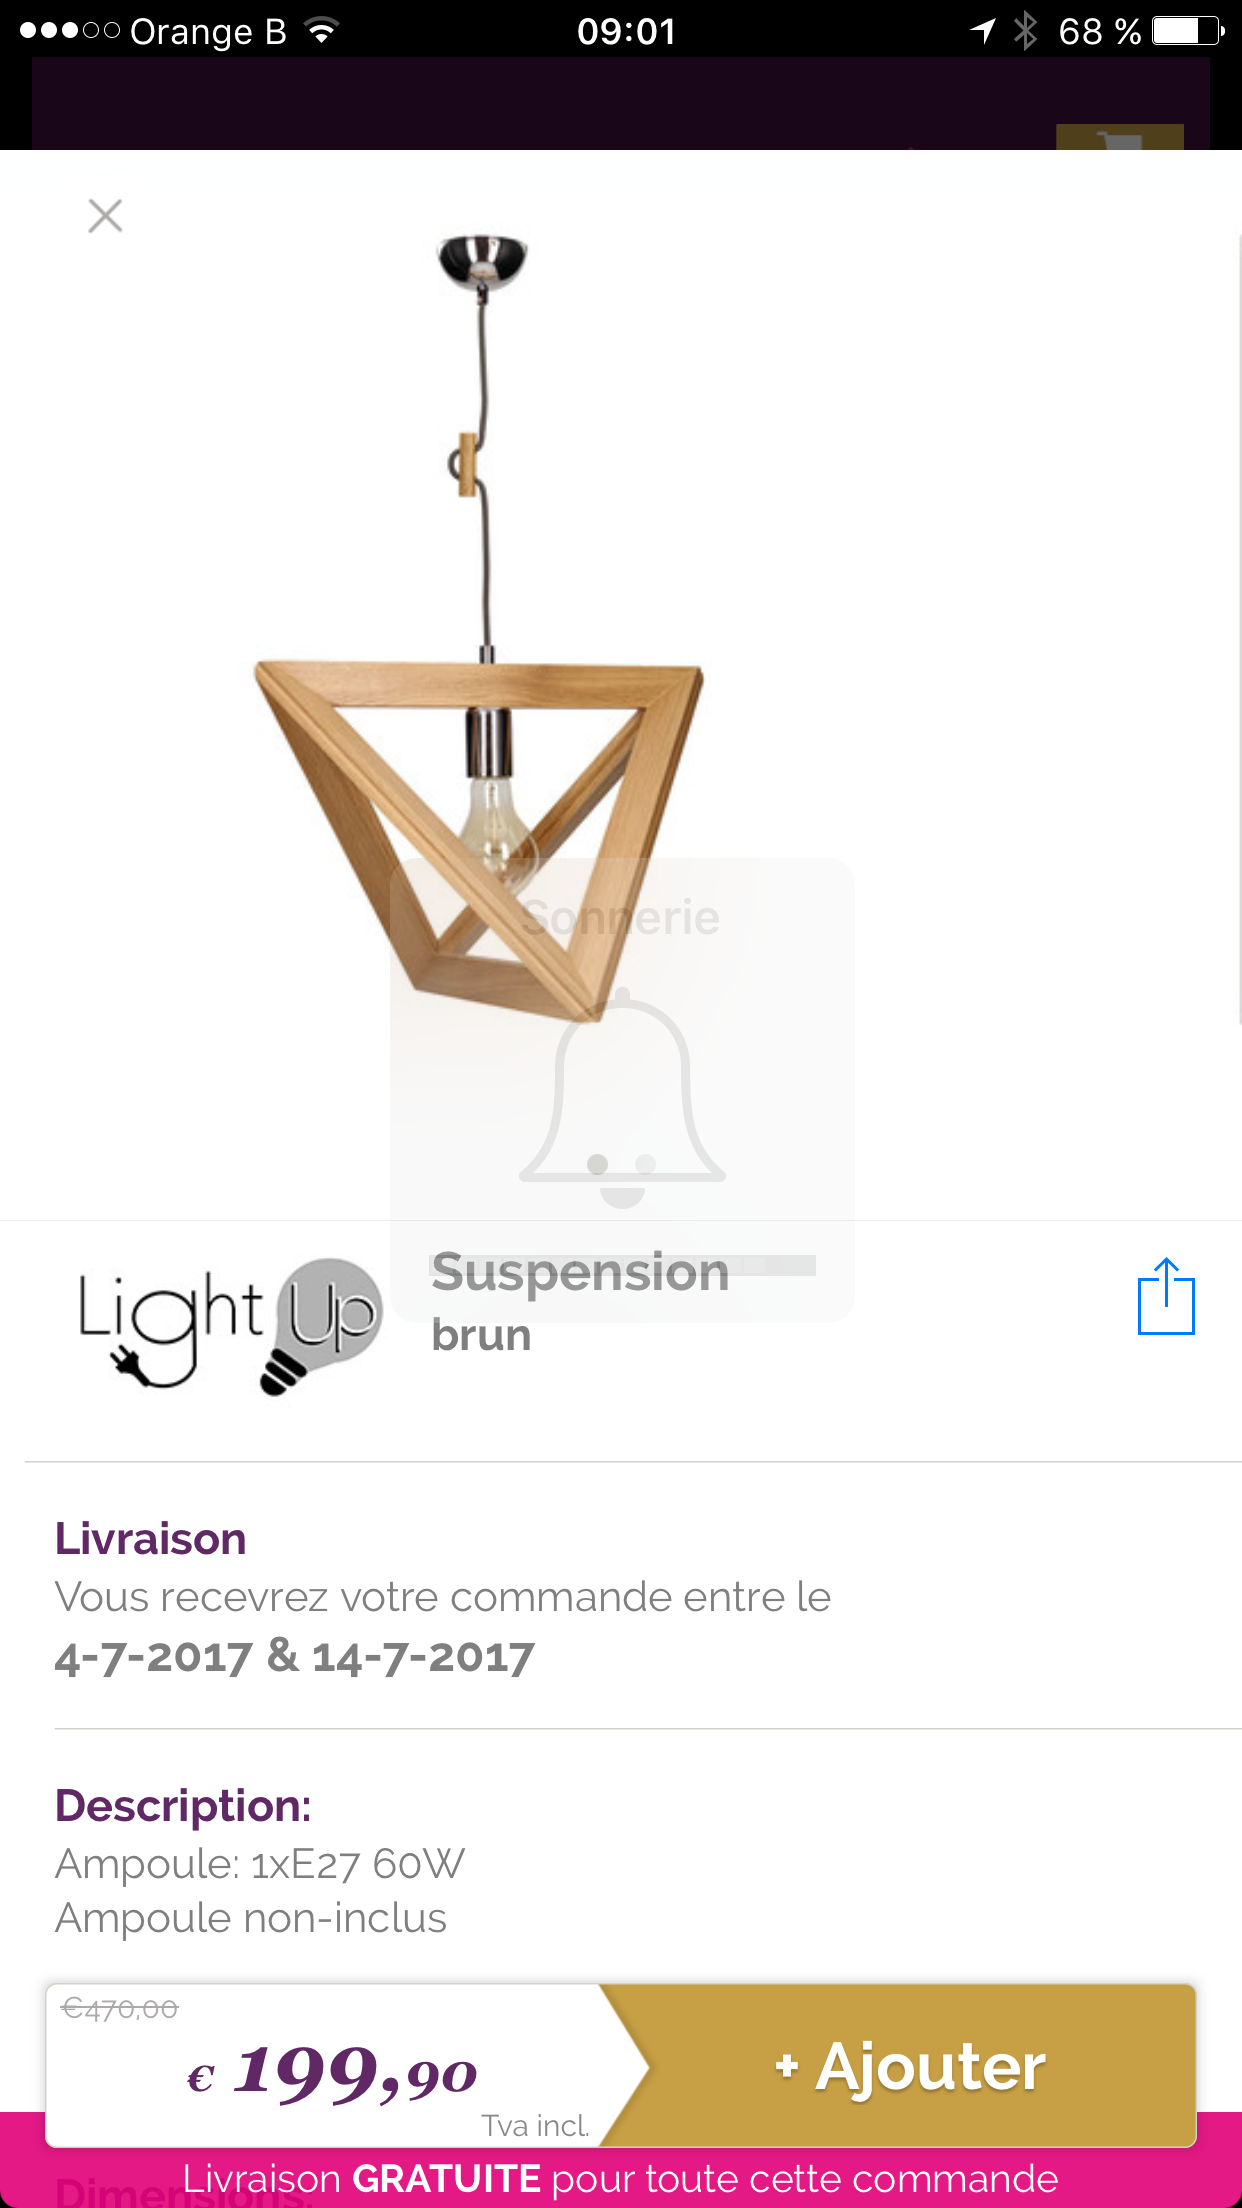 Orange B
09:01
68 %
Sonnerie
Light Up
Suspension
brun
Livraison
Vous recevrez votre commande entre le
4-7-2017 & 14-7-2017
Description:
Ampoule: 1xE27 60W
Ampoule non-inclus
€470,00
€ 199,90
Tva incl.
+ Ajouter
Livraison GRATUITE pour toute cette commande
Dimensions: